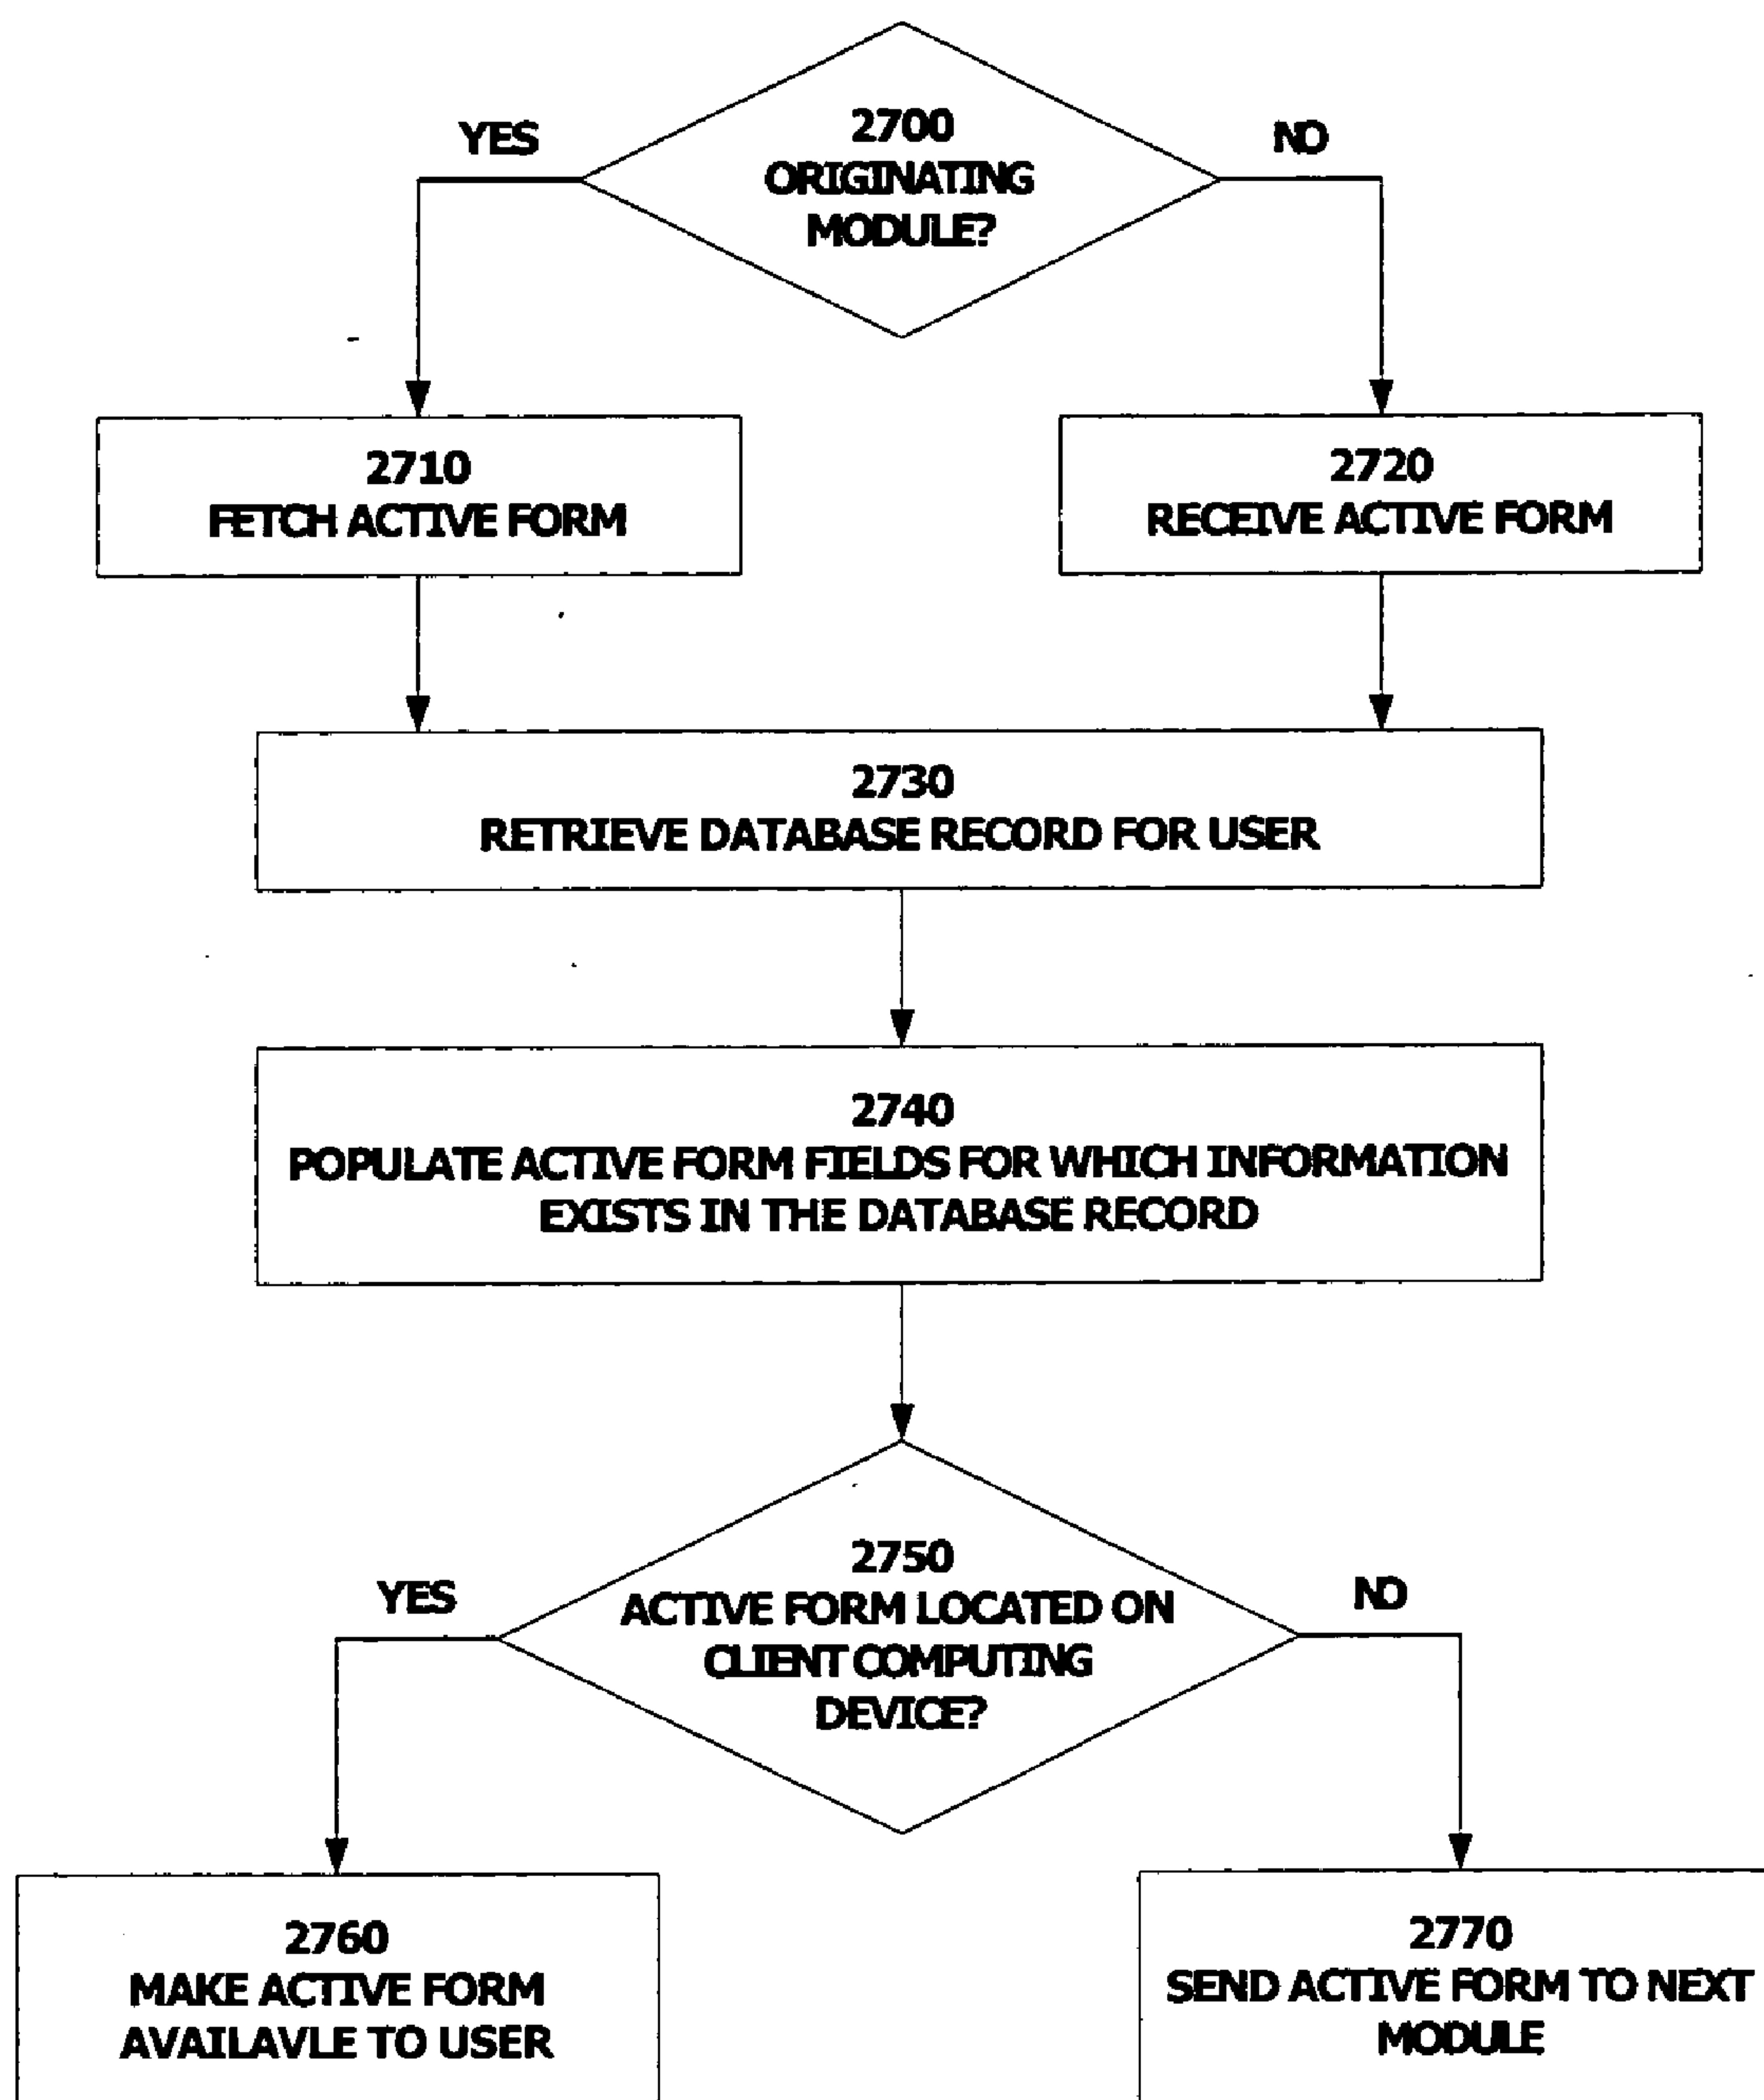 2700
ORIGINATING
MODULE?
YES
NO
2710
FETCH ACTIVE FORM
2720
RECEIVE ACTIVE FORM
2730
RETRIEVE DATABASE RECORD FOR USER
2740
POPULATE ACTIVE FORM FIELDS FOR WHICH INFORMATION
EXISTS IN THE DATABASE RECORD
2750
ACTIVE FORM LOCATED ON
CLIENT COMPUTING
DEVICE?
YES
NO
2760
MAKE ACTIVE FORM
AVAILAVLE TO USER
2770
SEND ACTIVE FORM TO NEXT
MODULE